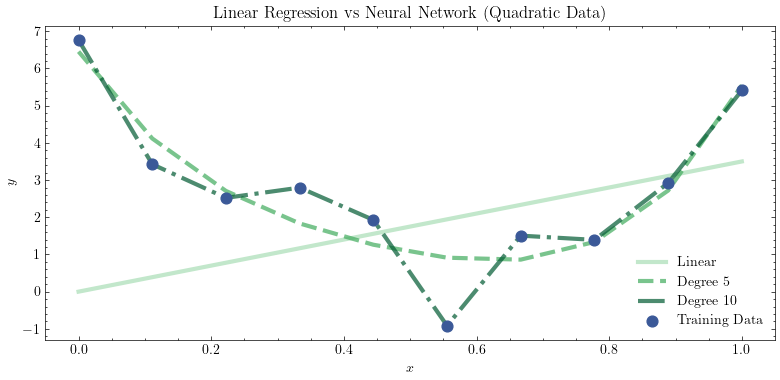 Linear Regression vs Neural Network (Quadratic Data)
7
6
5
4
3
2
1
0
−1
y
0.0 0.2 0.4 0.6 0.8 1.0
x
Linear
Degree 5
Degree 10
Training Data